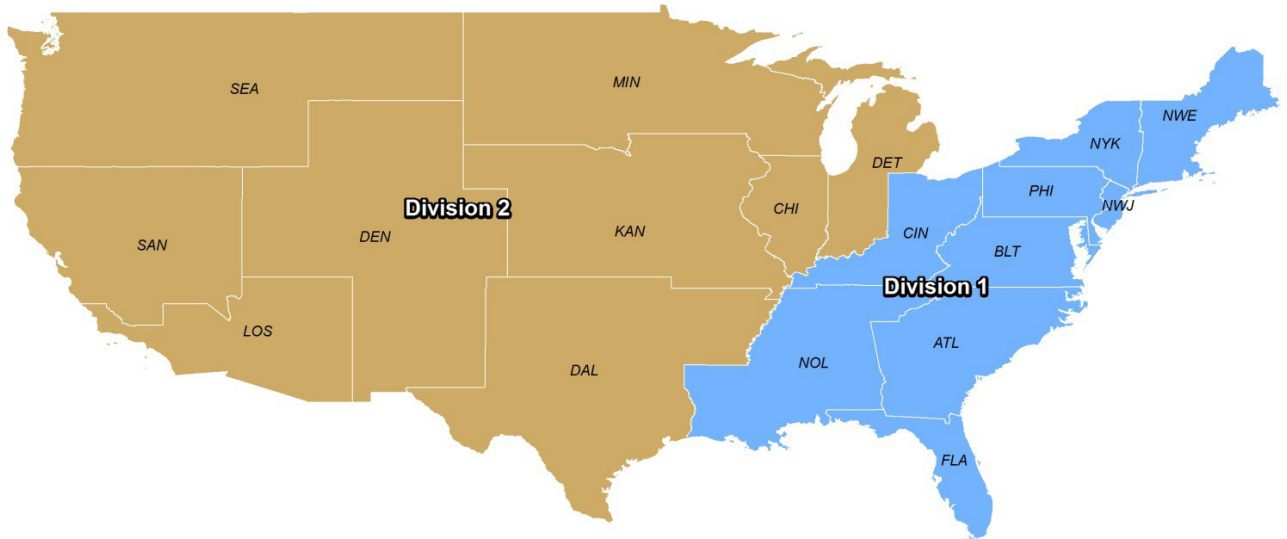 SEA
MIN
NWE
NYK
DET
PHI
CHI
NWJ
Division 2
DEN
KAN
CIN
SAN
BLT
Division 1
LOS
ATL
NOL
DAL
FLA